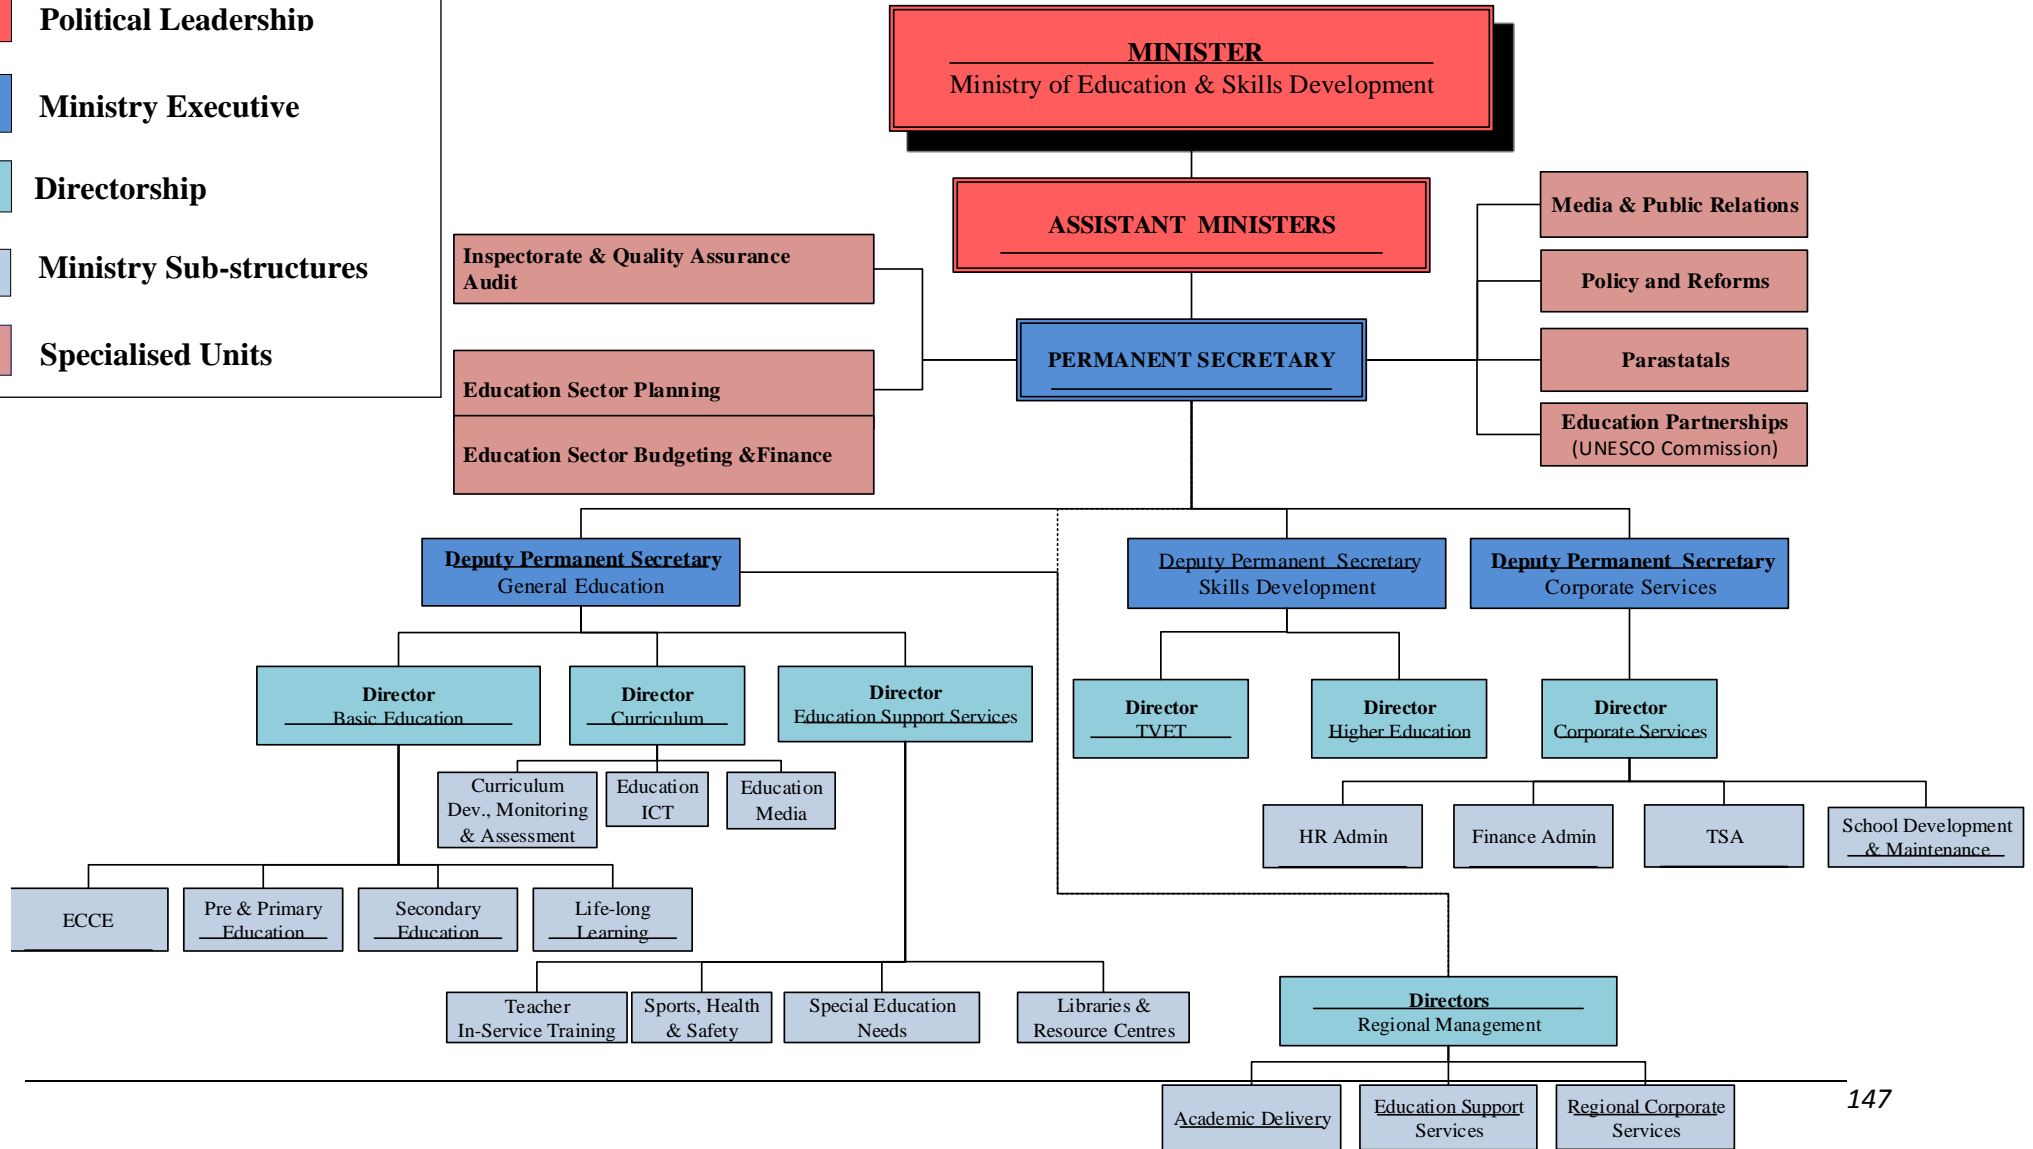 Political Leadership
Ministry Executive
Directorship
Ministry Sub-structures
Specialised Units
MINISTER
Ministry of Education & Skills Development
ASSISTANT MINISTERS
Inspectorate & Quality Assurance
Audit
Education Sector Planning
Education Sector Budgeting &Finance
PERMANENT SECRETARY
Media & Public Relations
Policy and Reforms
Parastatals
Education Partnerships
(UNESCO Commission)
Deputy Permanent Secretary
General Education
Deputy Permanent Secretary
Skills Development
Deputy Permanent Secretary
Corporate Services
Director
Basic Education
Director
Curriculum
Director
Education Support Services
Director
TVET
Director
Higher Education
Director
Corporate Services
Curriculum
Dev., Monitoring
& Assessment
Education
ICT
Education
Media
HR Admin
Finance Admin
TSA
School Development
& Maintenance
ECCE
Pre & Primary
Education
Secondary
Education
Life-long
Learning
Teacher
In-Service Training
Sports, Health
& Safety
Special Education
Needs
Libraries &
Resource Centres
Directors
Regional Management
Academic Delivery
Education Support
Services
Regional Corporate
Services
147